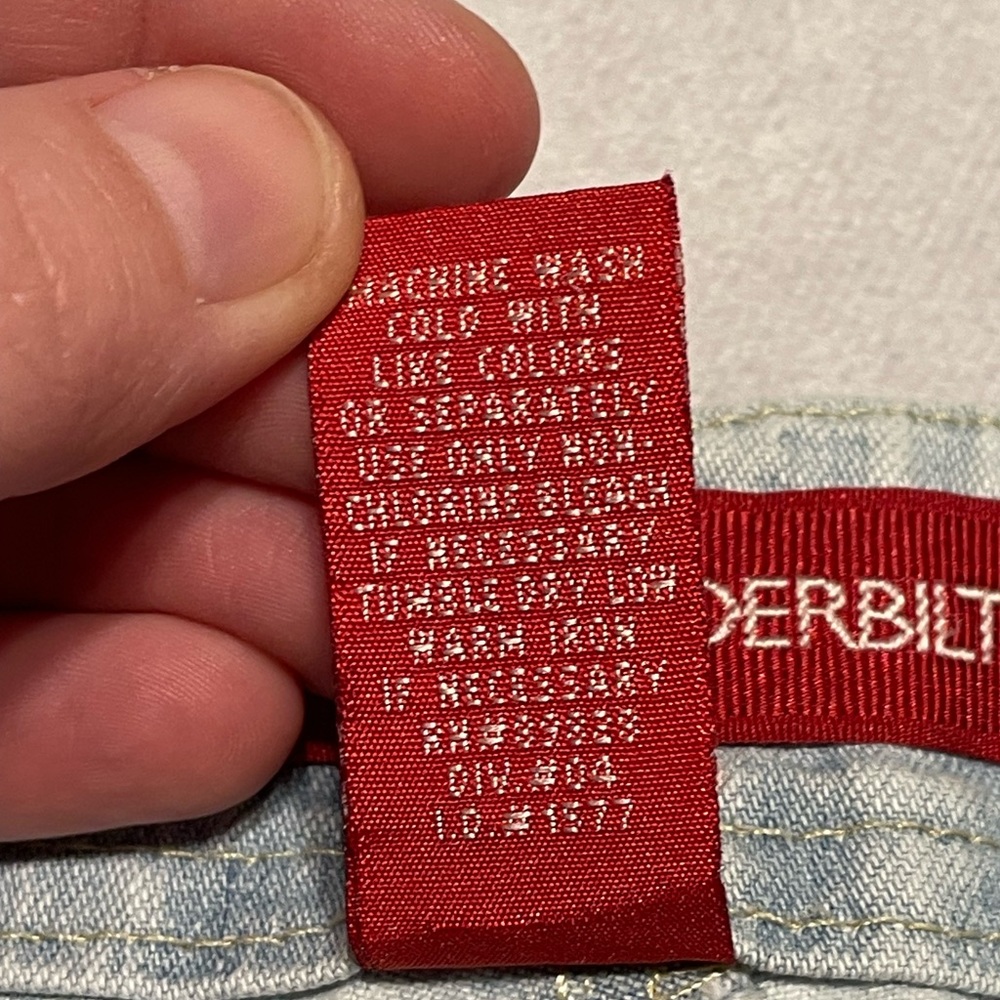 MACHINE WASH
COLD WITH
LIKE COLORS
OR SEPARATELY
USE ONLY NON-
CHLORINE BLEACH
IF NECESSARY
TUMBLE DRY LOW
WARM IRON
IF NECESSARY
DIV.#04
I.D.#1577
DERBILT